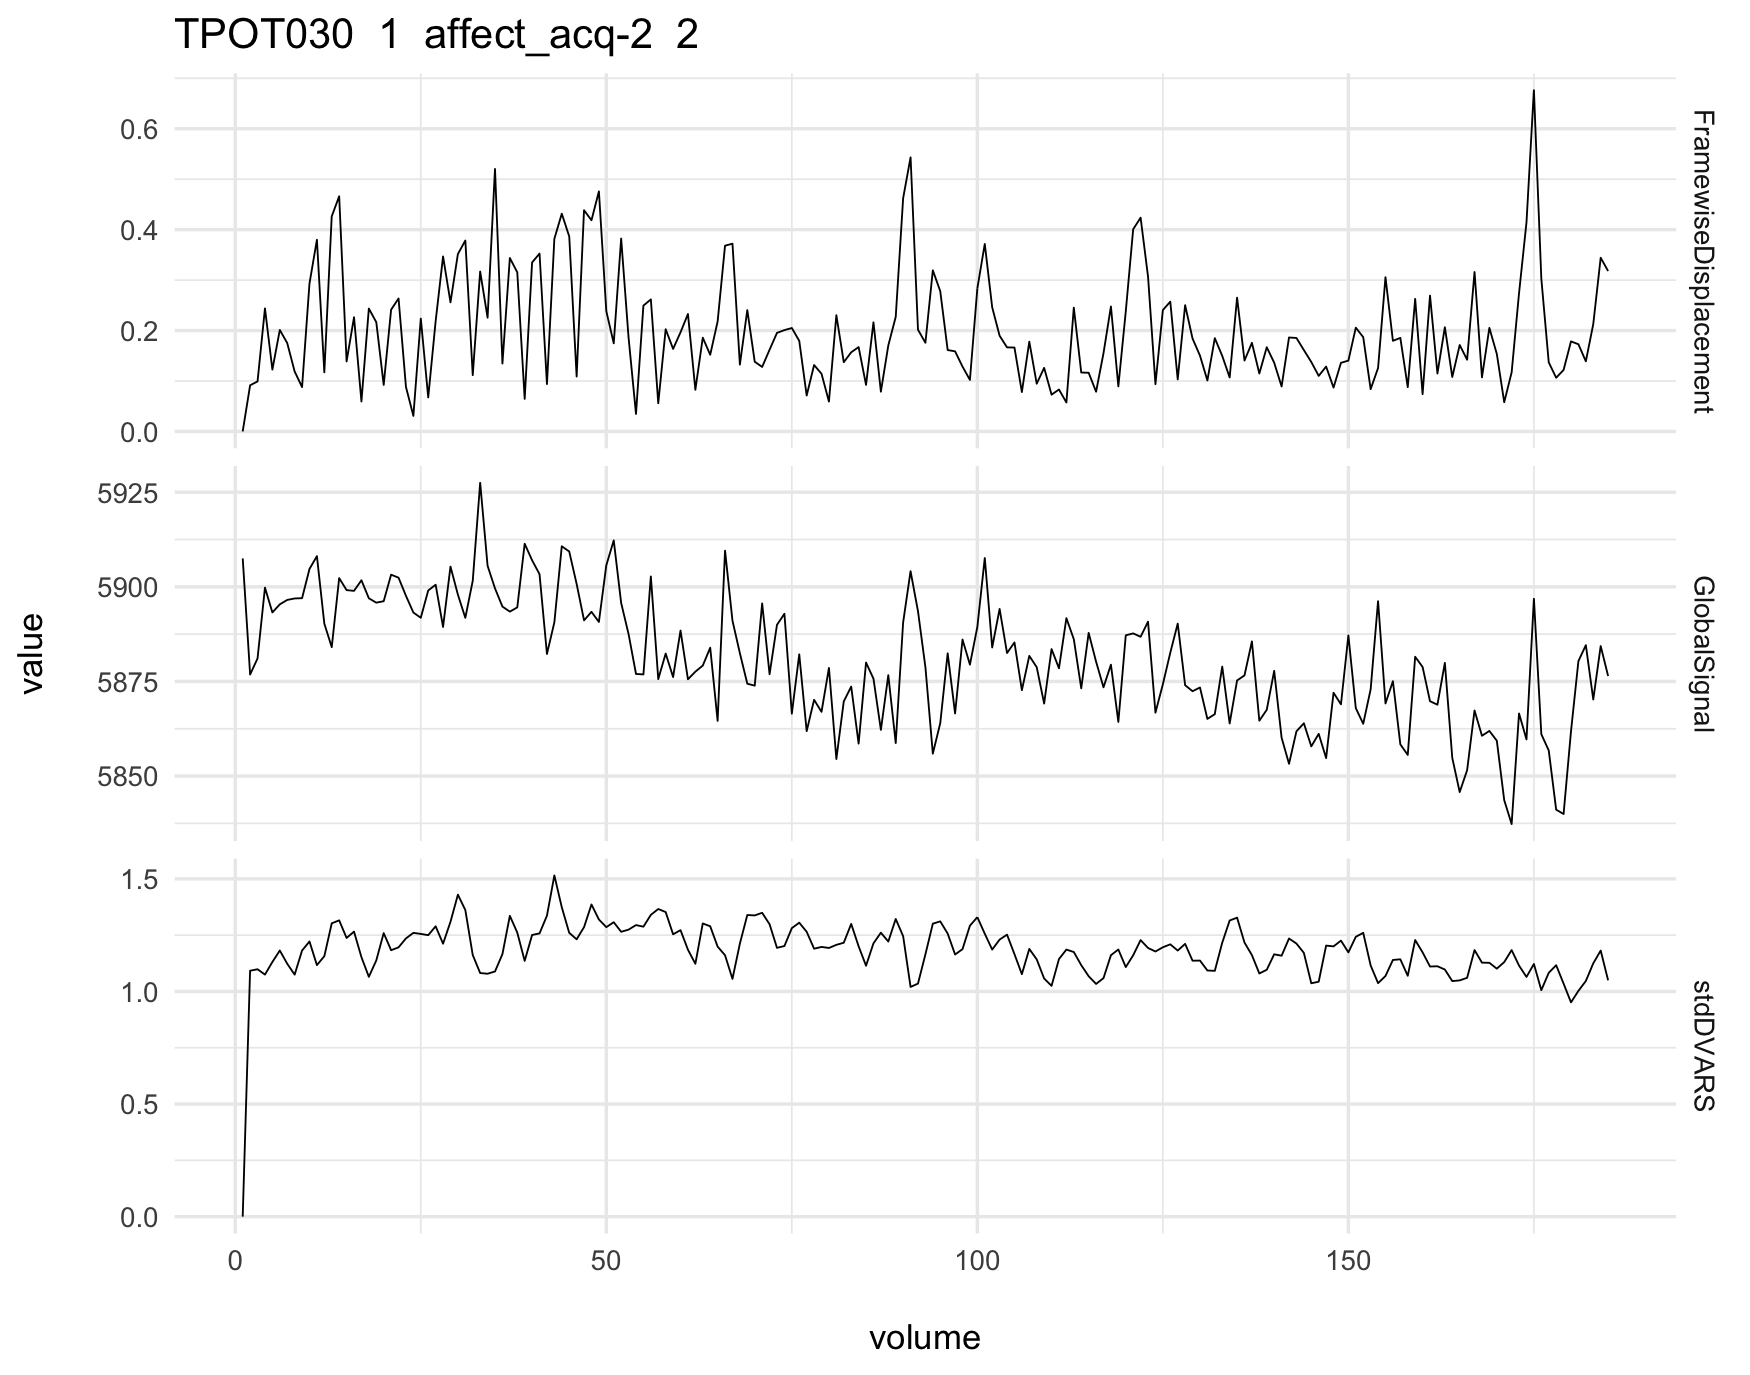 TPOT030 1 affect_acq-2 2
0.6
0.4
0.2
0.0
FramewiseDisplacement
5925
5900
5875
5850
GlobalSignal
value
1.5
1.0
0.5
0.0
stdDVARS
0 50 100 150
volume